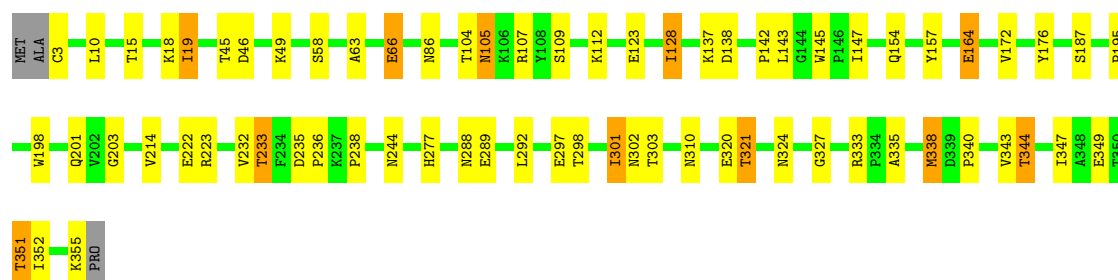 MET ALA C3 L10 T15 K18 I19 T45 D46 K49 S58 A63 E66 N86 T104 N105 K106 R107 Y108 S109 K112 E123 I128 K137 D138 P142 L143 G144 W145 P146 I147 Q154 Y157 E164 V172 Y176 S187
W198 Q201 V202 G203 V214 E222 R223 V232 T233 F234 D235 P236 K237 P238 N244 H277 N288 E289 L292 E297 T298 I301 N302 T303 N310 E320 T321 N324 G327 R333 P334 A335 M338 D339 P340 V343 T344 I347 A348 E349 T350
T351 I352 K355 PRO